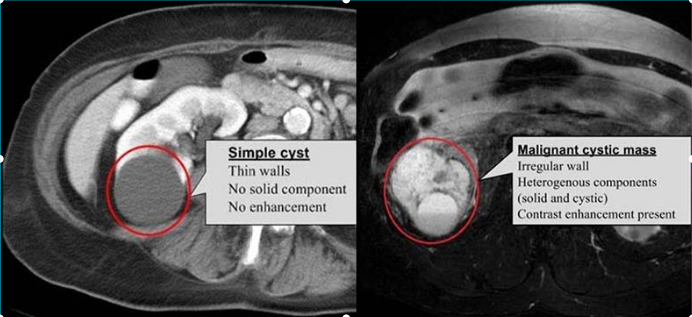 Simple cyst
Thin walls
No solid component
No enhancement
Malignant cystic mass
Irregular wall
Heterogenous components
(solid and cystic)
Contrast enhancement present